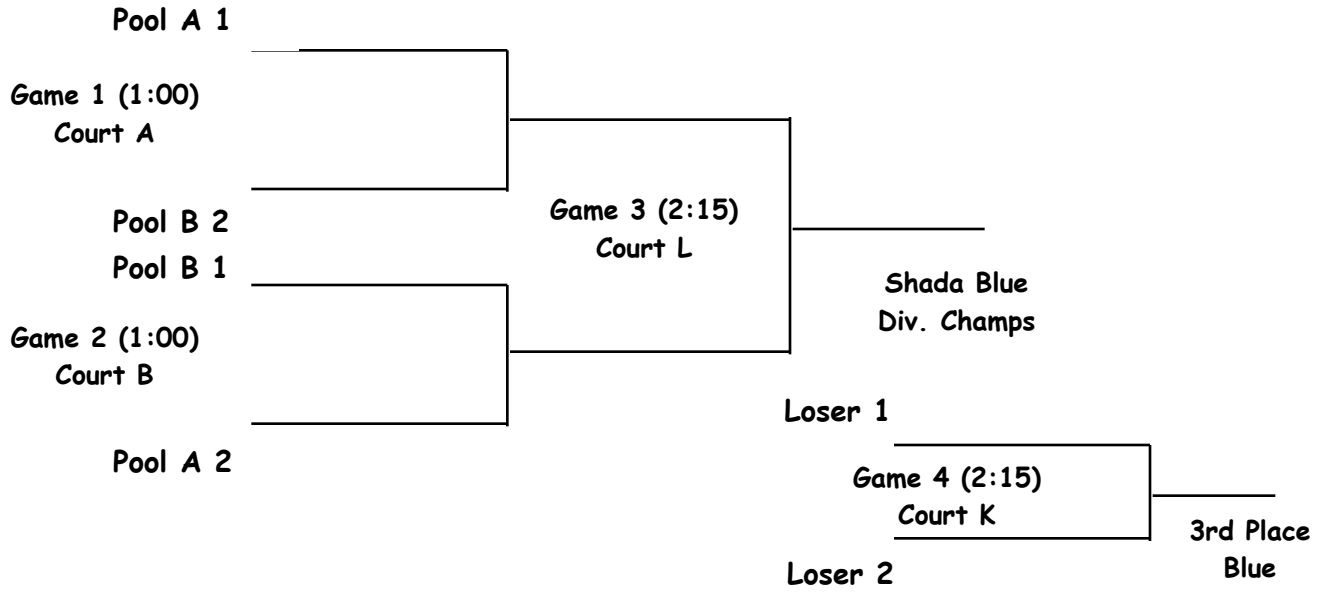 Pool A 1
Game 1 (1:00)
Court A
Pool B 2
Pool B 1
Game 2 (1:00)
Court B
Pool A 2
Game 3 (2:15)
Court L
Shada Blue
Div. Champs
Loser 1
Game 4 (2:15)
Court K
Loser 2
3rd Place
Blue